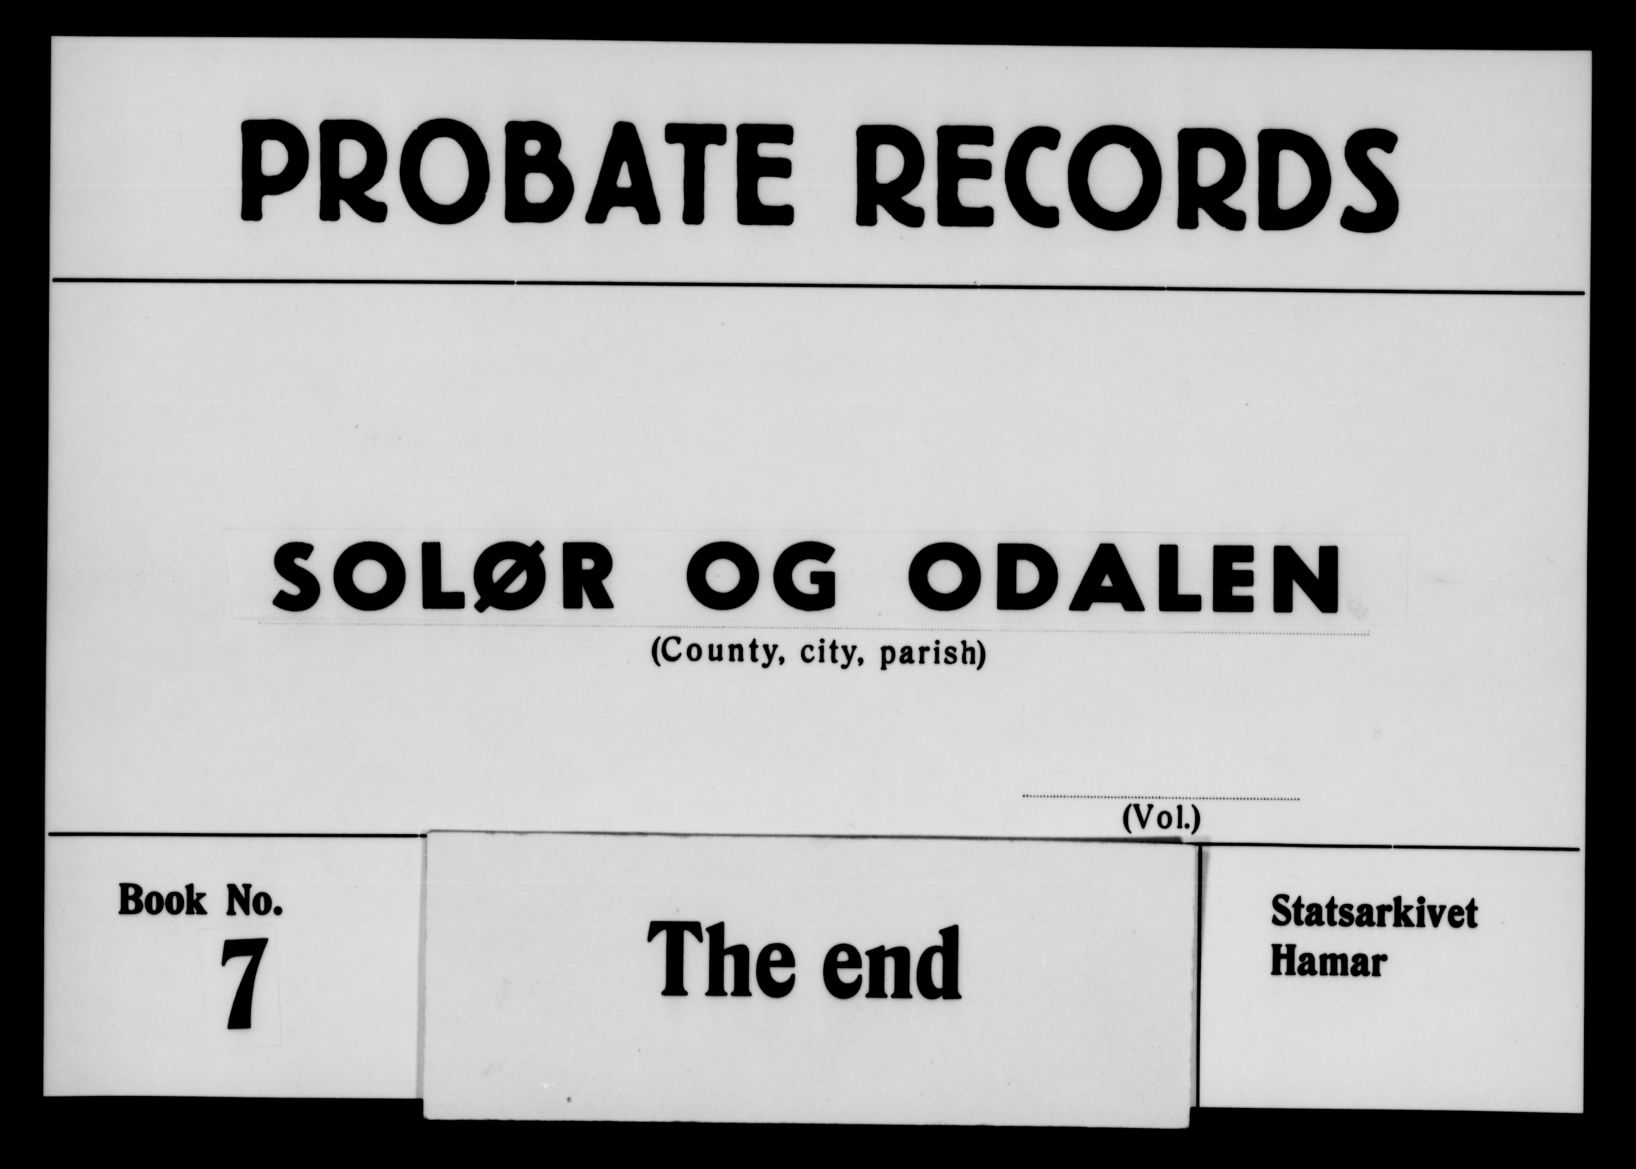 PROBATE RECORDS
SOLØR OG ODALEN
(County, city, parish)
(Vol.)
Book No.
7
The end
Statsarkivet
Hamar